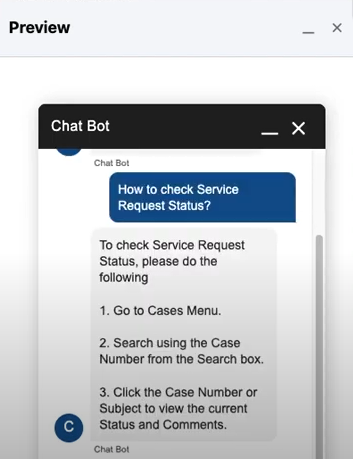 Preview
Chat Bot
Chat Bot
How to check Service
Request Status?
To check Service Request
Status, please do the
following
1. Go to Cases Menu.
2. Search using the Case
Number from the Search box.
3. Click the Case Number or
Subject to view the current
Status and Comments.
C
Chat Bot